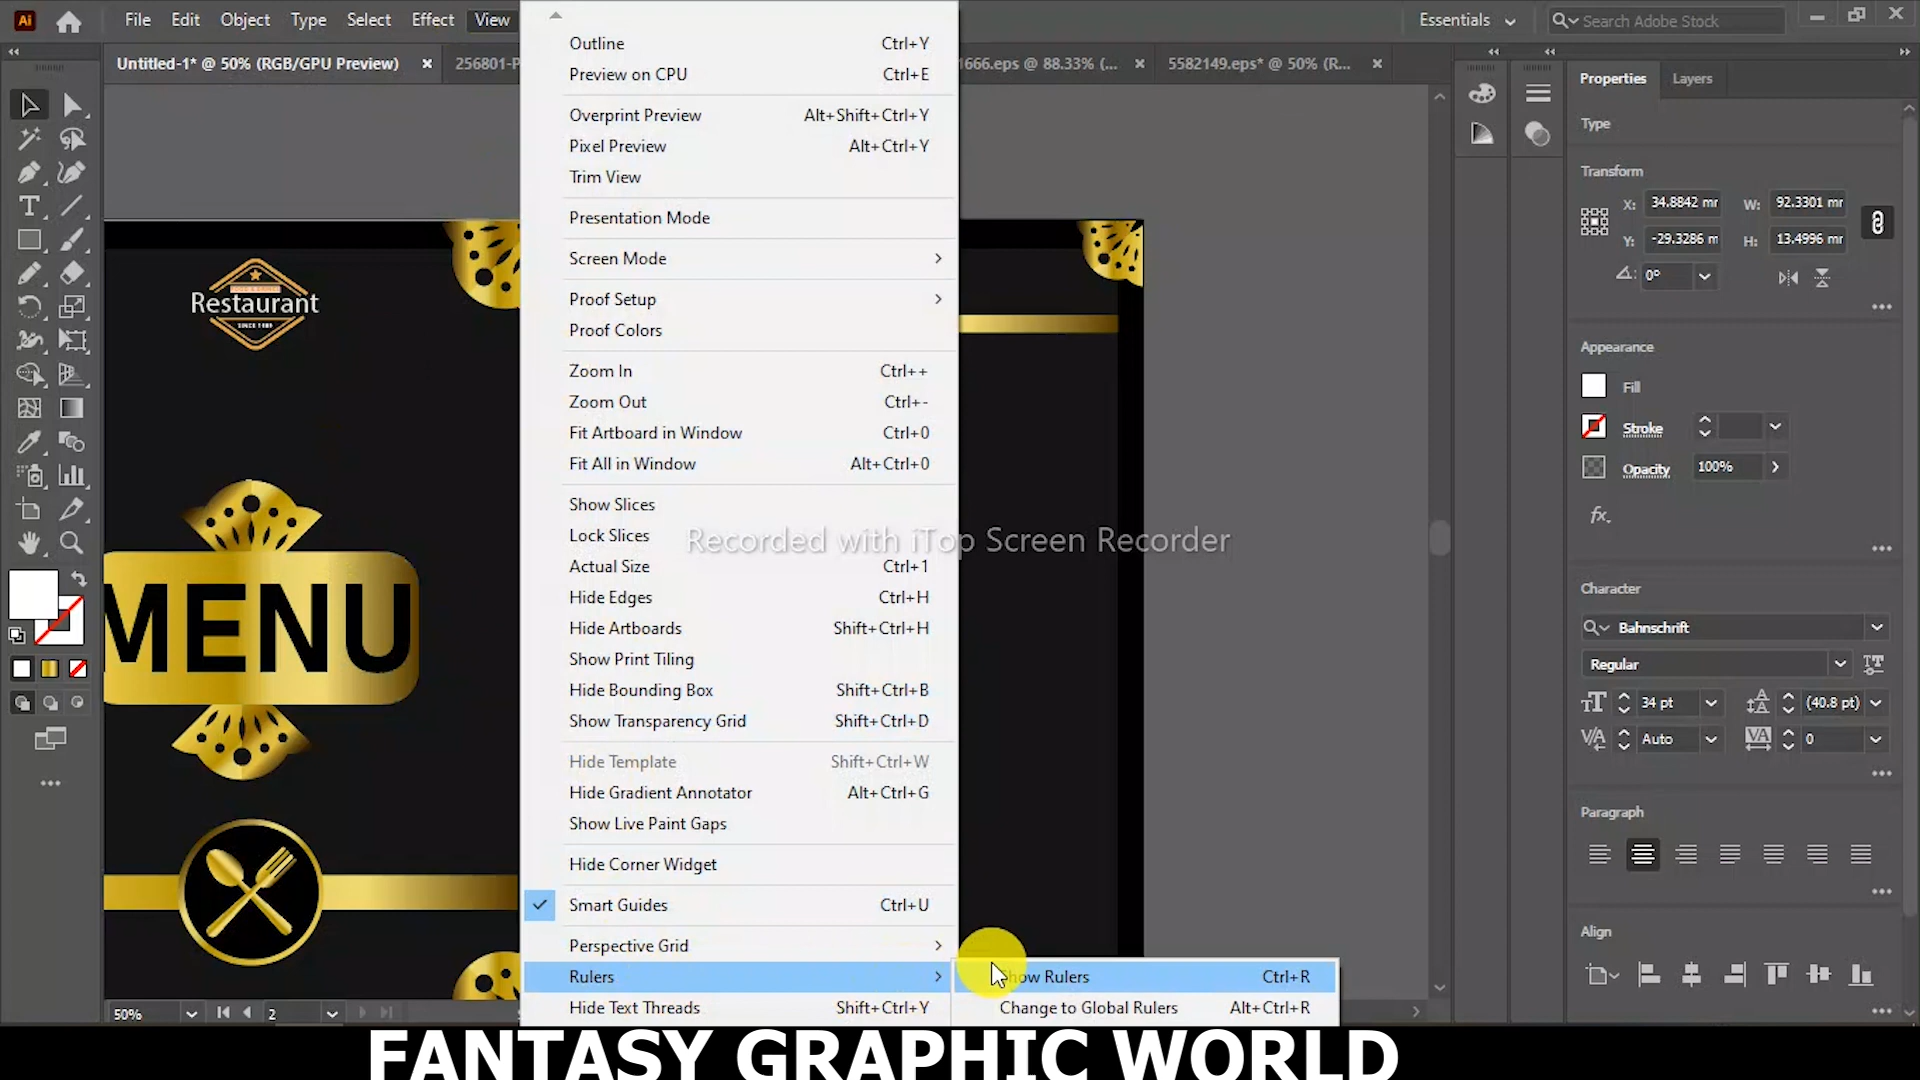 Ai File Edit Object Type Select Effect View Essentials Search Adobe Stock
Untitled-1* @ 50% (RGB/GPU Preview) × 256801-P 1666.eps @ 88.33% (... × 5582149.eps* @ 50% (R... ×
Outline Ctrl+Y
Preview on CPU Ctrl+E
Overprint Preview Alt+Shift+Ctrl+Y
Pixel Preview Alt+Ctrl+Y
Trim View
Presentation Mode
Screen Mode
Proof Setup
Proof Colors
Zoom In Ctrl++
Zoom Out Ctrl+-
Fit Artboard in Window Ctrl+0
Fit All in Window Alt+Ctrl+0
Show Slices
Lock Slices
Actual Size Ctrl+1
Hide Edges Ctrl+H
Hide Artboards Shift+Ctrl+H
Show Print Tiling
Hide Bounding Box Shift+Ctrl+B
Show Transparency Grid Shift+Ctrl+D
Hide Template Shift+Ctrl+W
Hide Gradient Annotator Alt+Ctrl+G
Show Live Paint Gaps
Hide Corner Widget
Smart Guides Ctrl+U
Perspective Grid
Rulers
Hide Text Threads Shift+Ctrl+Y
Show Rulers Ctrl+R
Change to Global Rulers Alt+Ctrl+R
Restaurant
MENU
Recorded with iTop Screen Recorder
Properties Layers
Type
Transform
X: 34.8842 mr W: 92.3301 mr
Y: -29.3286 m H: 13.4996 mr
0°
Appearance
Fill
Stroke
Opacity 100%
fx.
Character
Bahnschrift
Regular
34 pt (40.8 pt)
Auto 0
Paragraph
Align
50% 2
FANTASY GRAPHIC WORLD